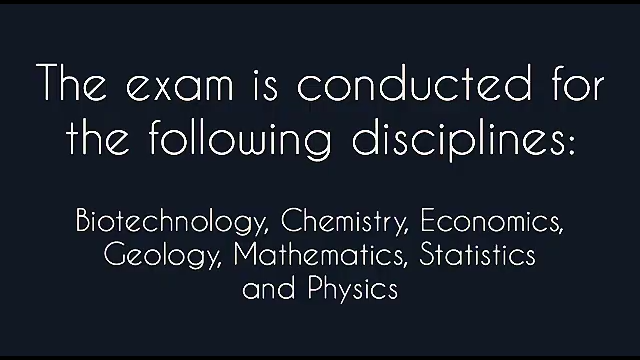 The exam is conducted for
the following disciplines:
Biotechnology, Chemistry, Economics,
Geology, Mathematics, Statistics
and Physics